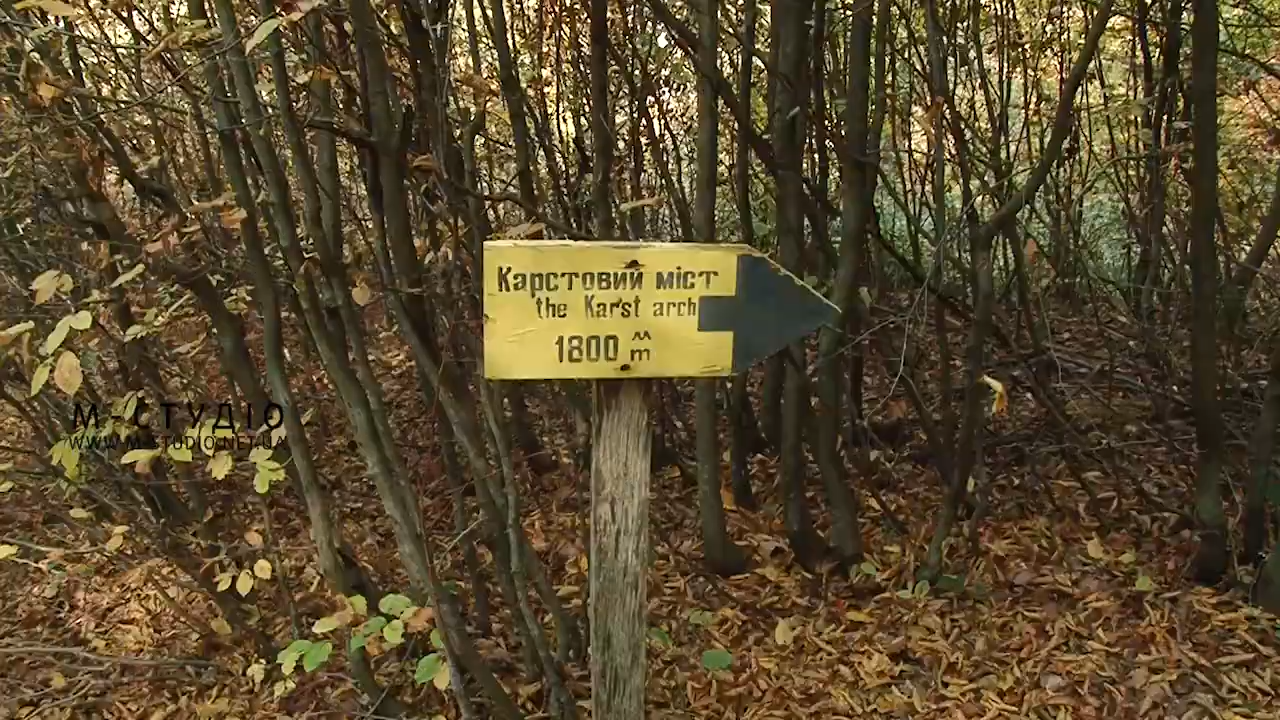 Карстовий міст
the Karst arch
1800 м
m
М-СТУДІО
WWW.M-STUDIO.NET.UA